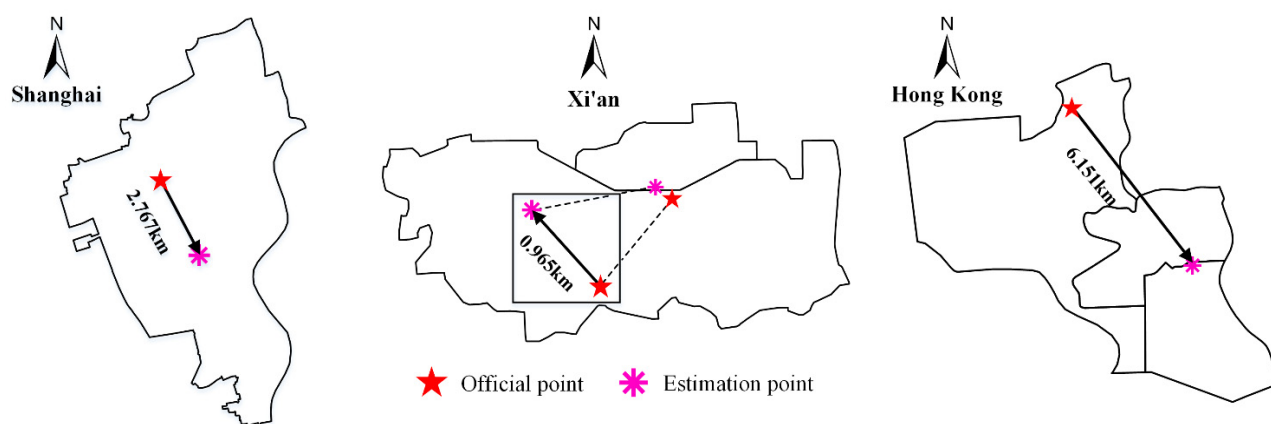 N
Shanghai
2.767km
N
Xi'an
0.965km
N
Hong Kong
6.151km
Official point
Estimation point